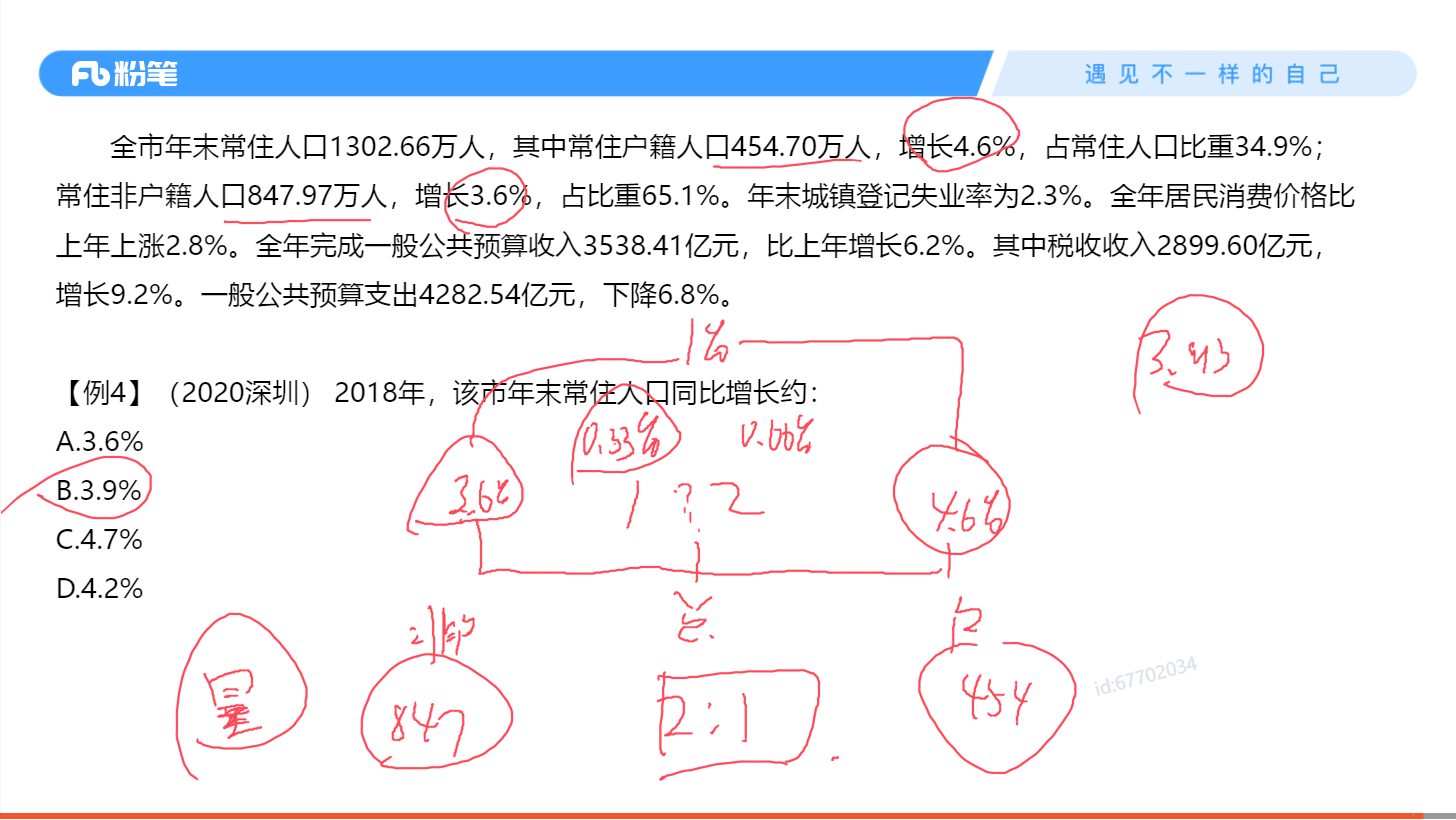 粉笔
遇见不一样的自己
全市年末常住人口1302.66万人，其中常住户籍人口454.70万人，增长4.6%，占常住人口比重34.9%；
常住非户籍人口847.97万人，增长3.6%，占比重65.1%。年末城镇登记失业率为2.3%。全年居民消费价格比
上年上涨2.8%。全年完成一般公共预算收入3538.41亿元，比上年增长6.2%。其中税收收入2899.60亿元，
增长9.2%。一般公共预算支出4282.54亿元，下降6.8%。
1%
3.93
【例4】（2020深圳） 2018年，该市年末常住人口同比增长约：
A.3.6%
0.33% 0.66%
B.3.9%
3.6% 1 : 2 4.6%
C.4.7%
D.4.2%
总
量 847 2:1 454
id:67702034